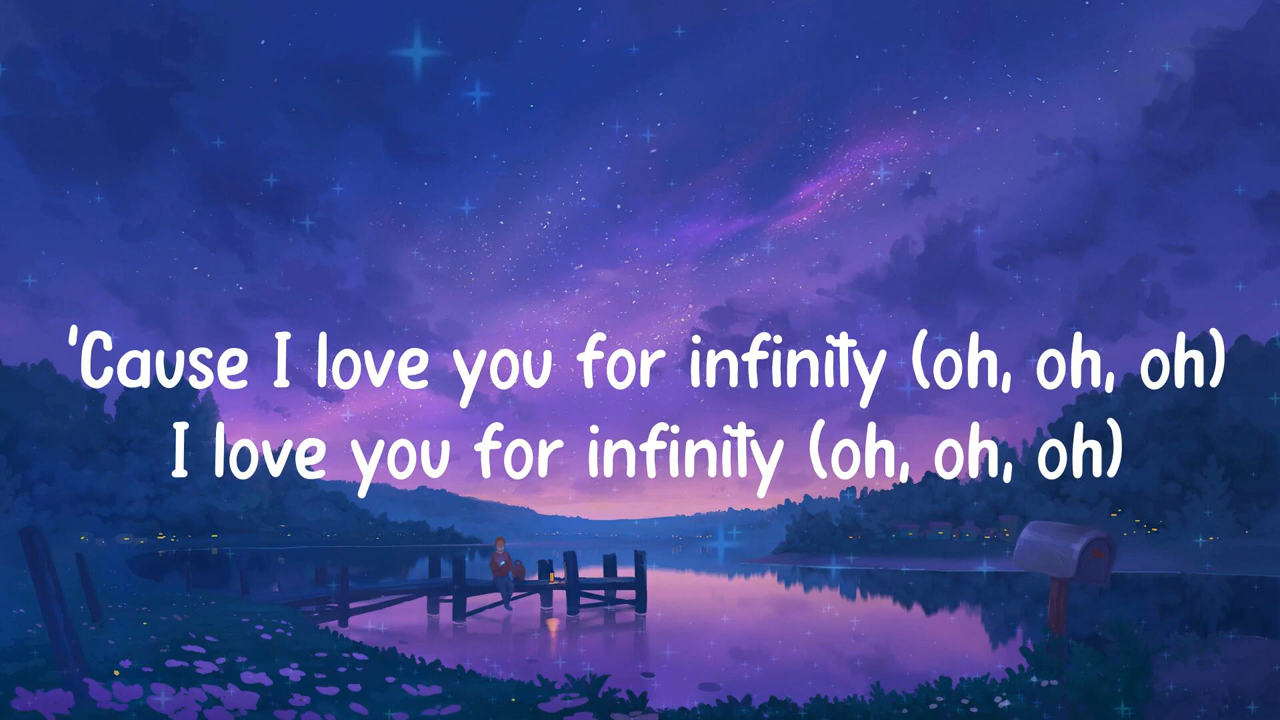 'Cause I love you for infinity (oh, oh, oh)
I love you for infinity (oh, oh, oh)